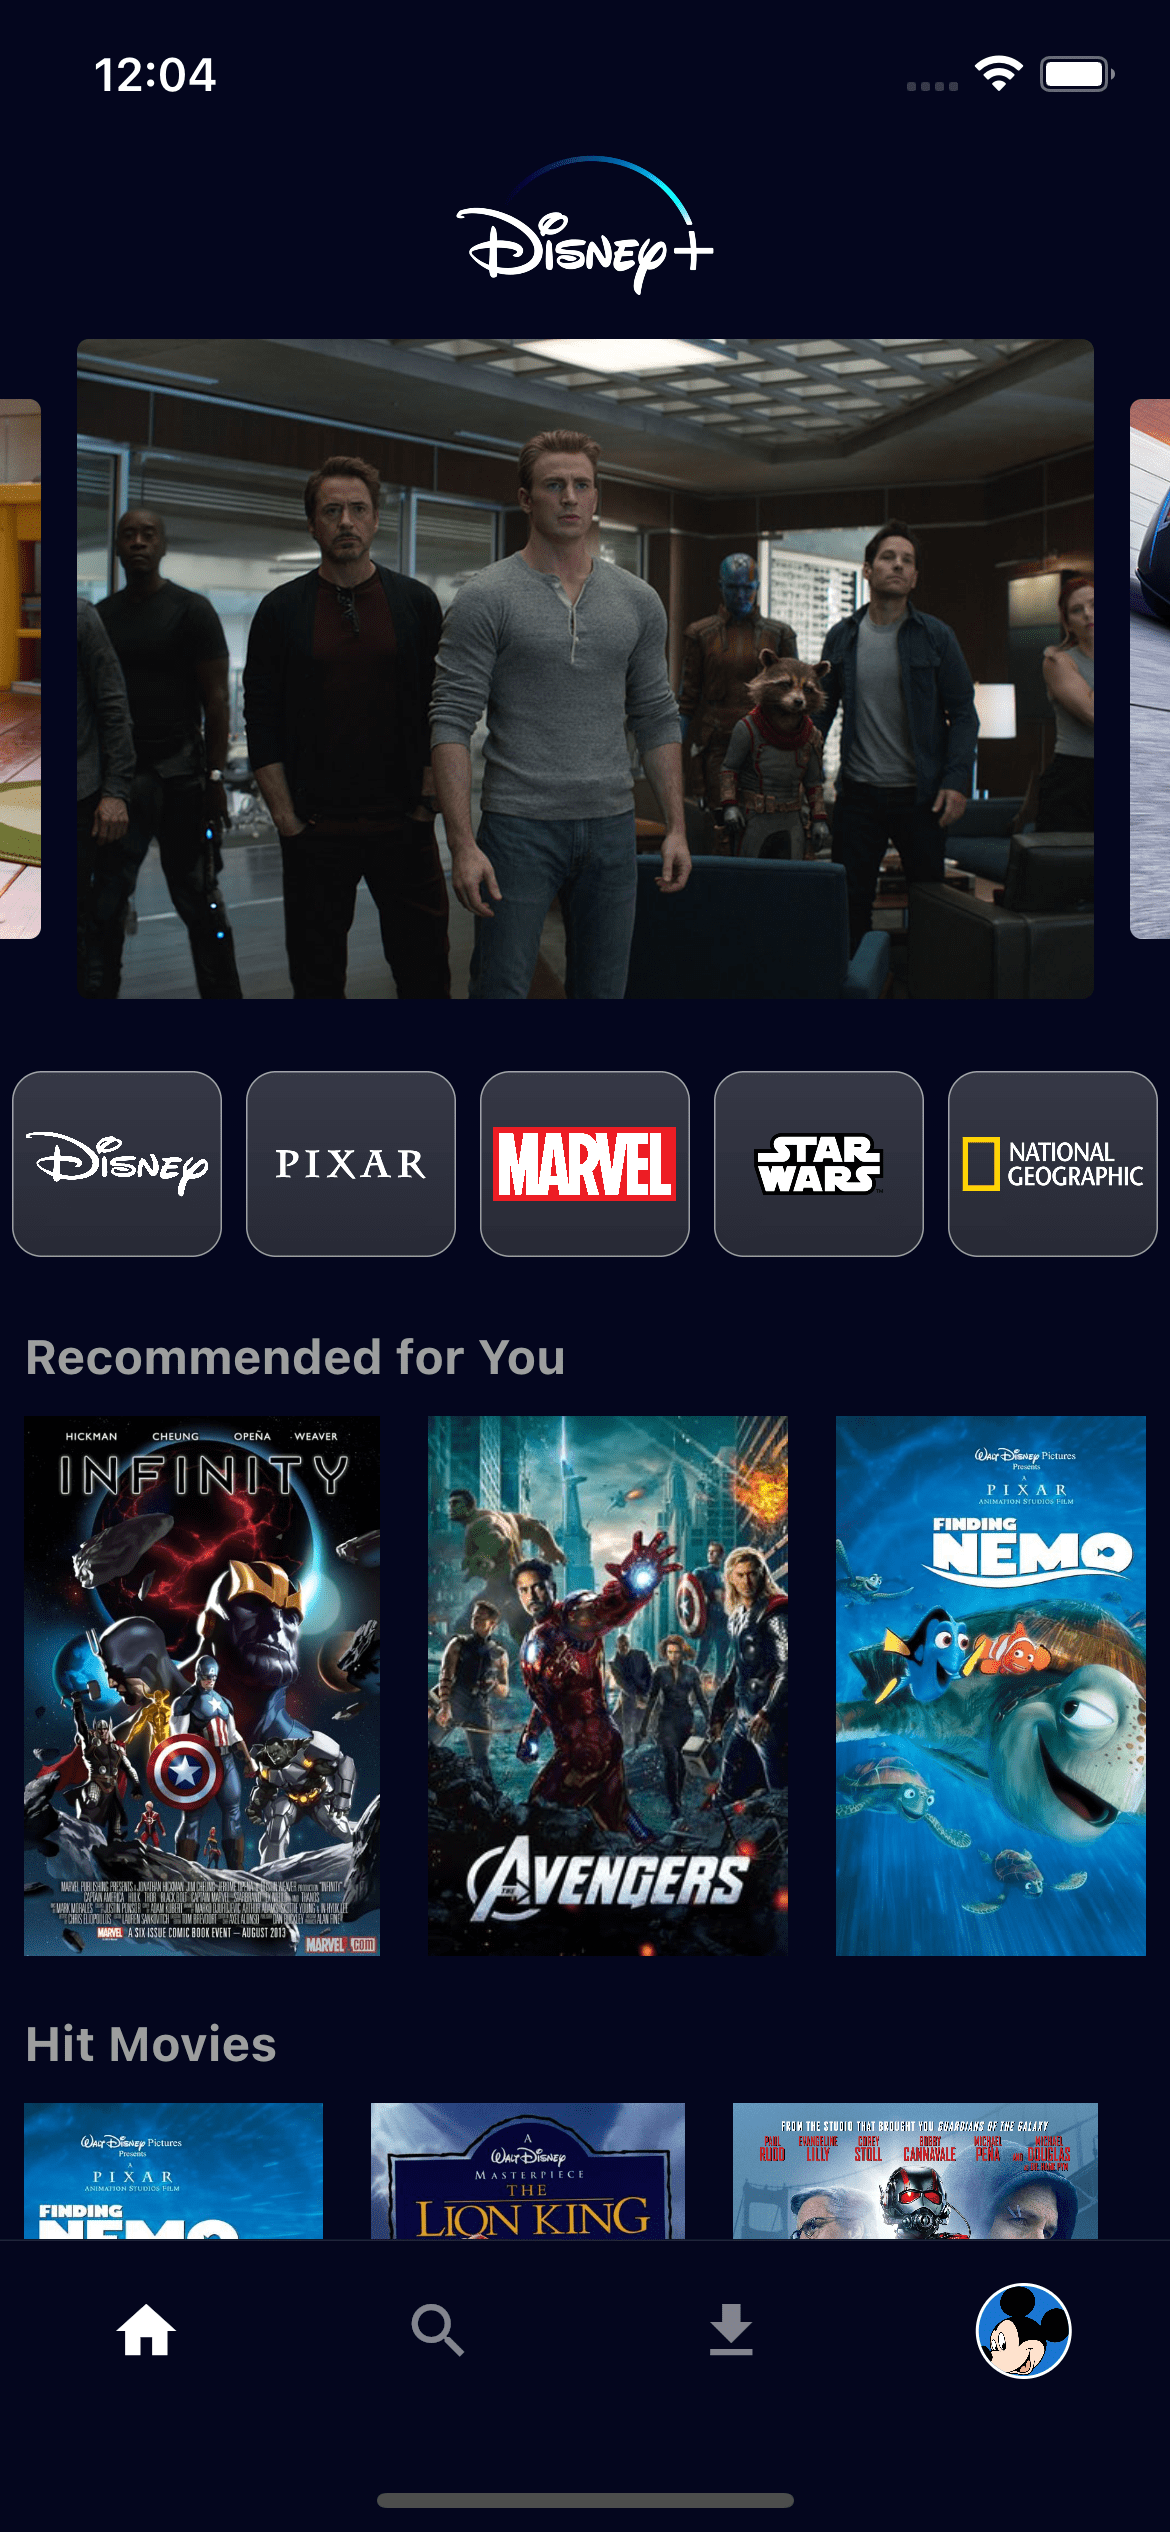 12:04
Disney+
Disney
PIXAR
MARVEL
STAR
WARS
NATIONAL
GEOGRAPHIC
Recommended for You
HICKMAN CHEUNG OPEÑA WEAVER
INFINITY
MARVEL A SIX ISSUE COMIC BOOK EVENT — AUGUST 2013
MARVEL.COM
THE
AVENGERS
WALT DISNEY Pictures
Presents
A
PIXAR
ANIMATION STUDIOS FILM
FINDING
NEMO
Hit Movies
WALT DISNEY Pictures
Presents
A
PIXAR
ANIMATION STUDIOS FILM
FINDING
NEMO
A
WALT DISNEY
MASTERPIECE
THE
LION KING
FROM THE STUDIO THAT BROUGHT YOU GUARDIANS OF THE GALAXY
PAUL RUDD EVANGELINE LILLY COREY STOLL BOBBY CANNAVALE MICHAEL PEÑA AND MICHAEL DOUGLAS